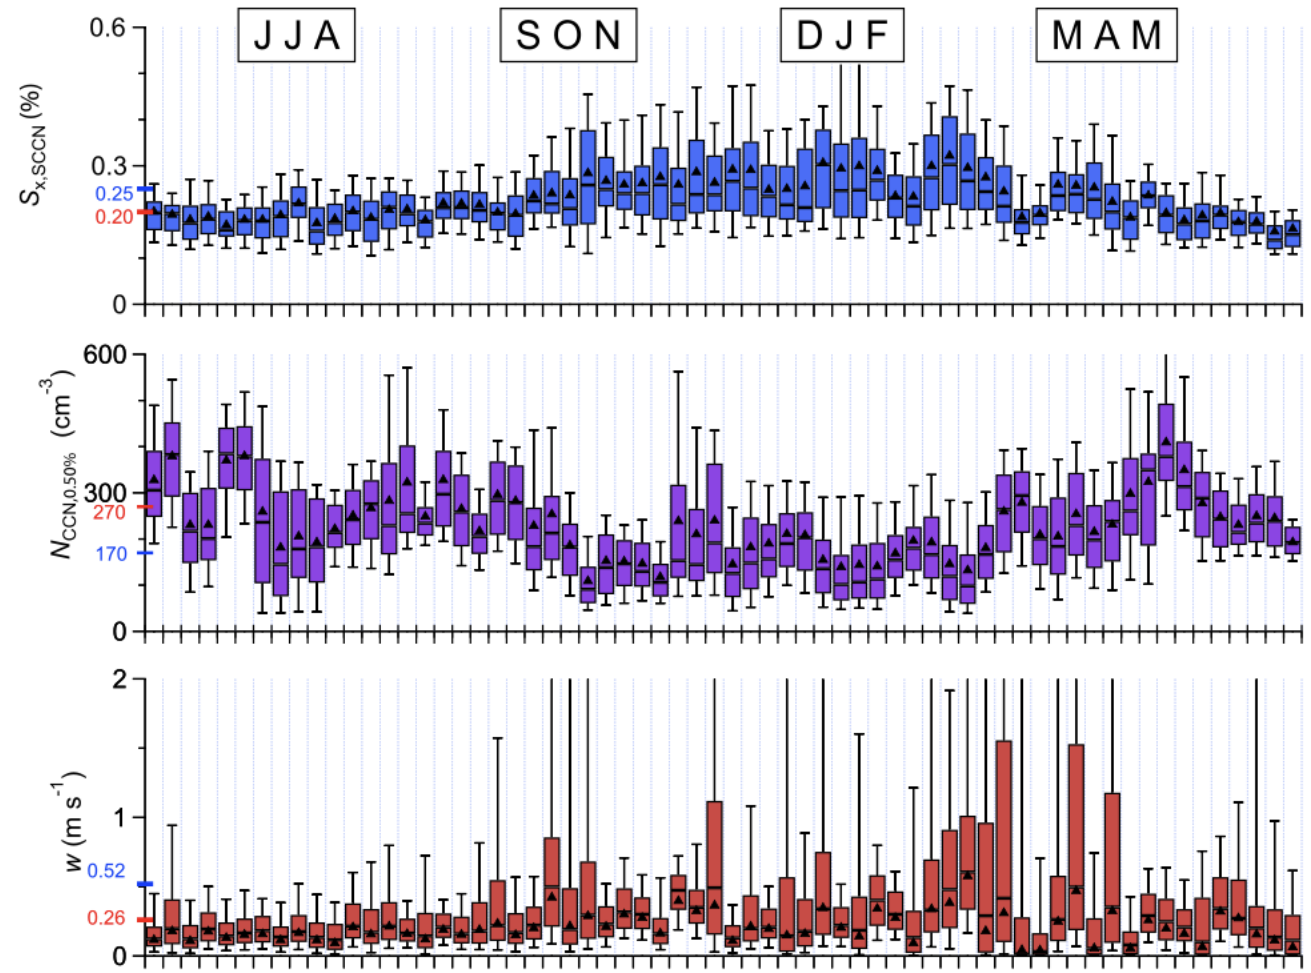 J J A
S O N
D J F
M A M
0.6
0.3
0.25
0.20
0
S_x,SCCN (%)
600
300
270
170
0
N_CCN,0.50% (cm⁻³)
2
1
0.52
0.26
0
w (m s⁻¹)